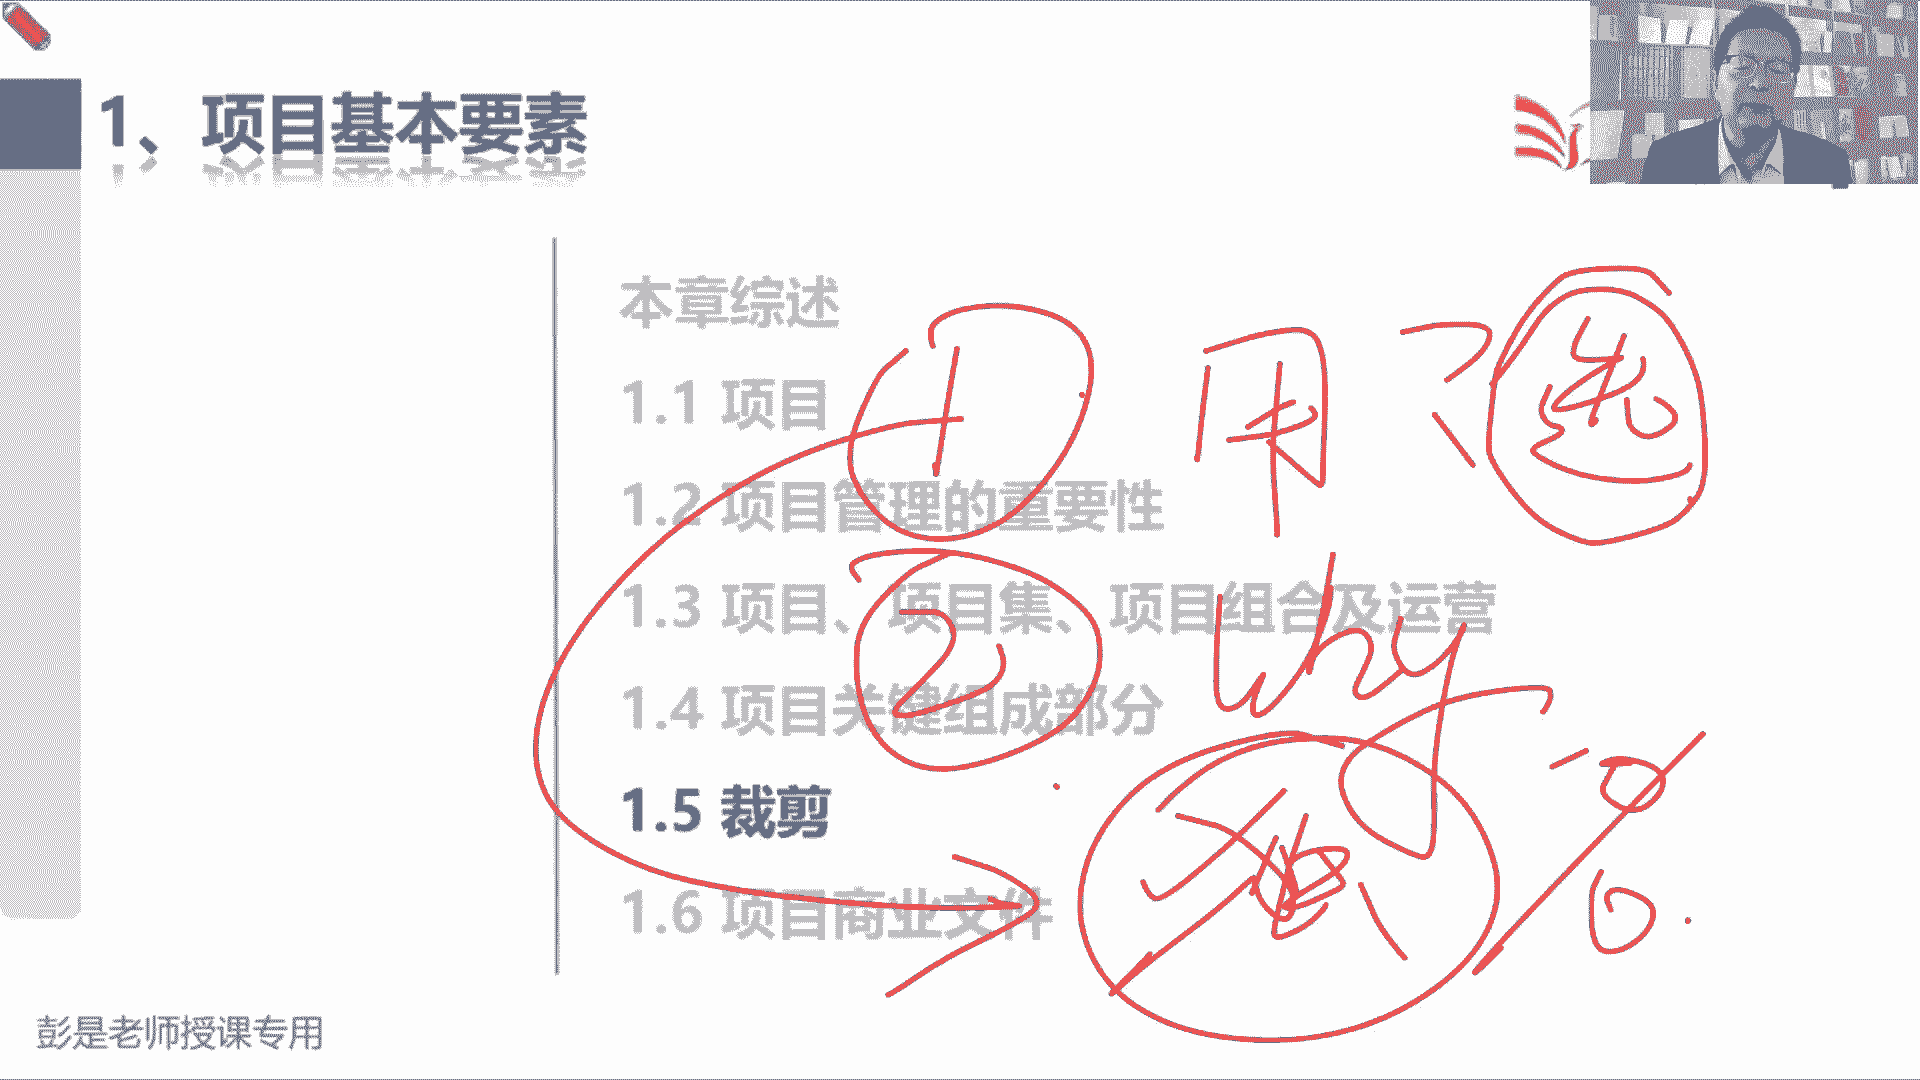 1、项目基本要素
本章综述
1.1 项目
1.2 项目管理的重要性
1.3 项目、项目集、项目组合及运营
1.4 项目关键组成部分
1.5 裁剪
1.6 项目商业文件
1 用
2 why
彭是老师授课专用